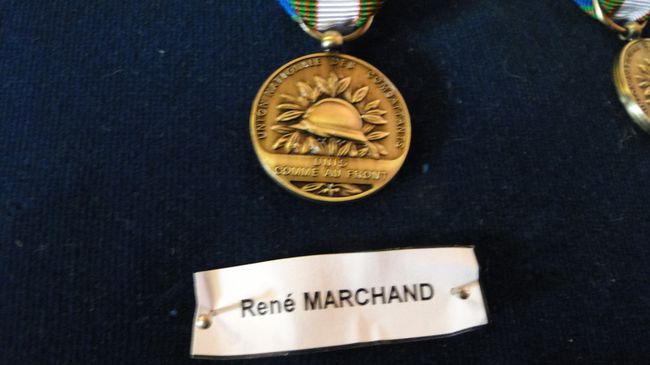 UNION NATIONALE DES COMBATTANTS
UNIS
COMME AU FRONT
René MARCHAND